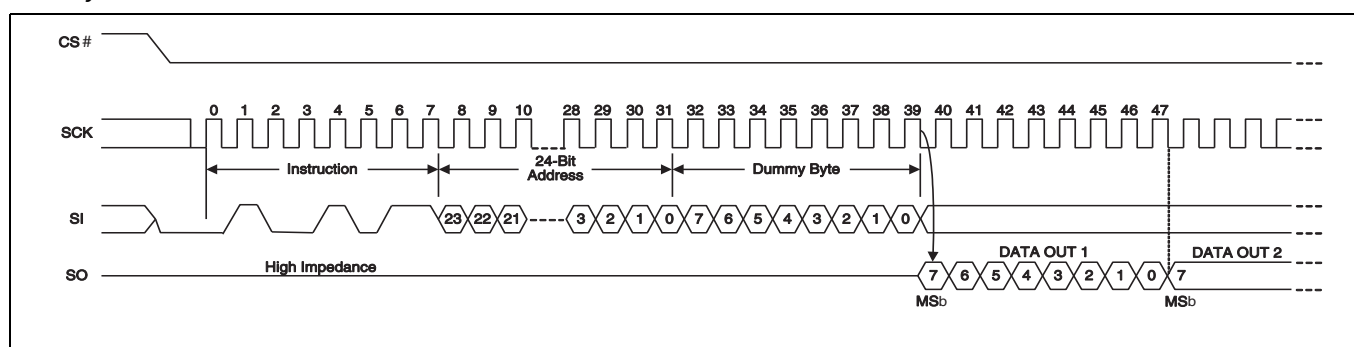 CS #
0 1 2 3 4 5 6 7 8 9 10 28 29 30 31 32 33 34 35 36 37 38 39 40 41 42 43 44 45 46 47
SCK
Instruction
24-Bit
Address
Dummy Byte
SI
23 22 21 3 2 1 0 7 6 5 4 3 2 1 0
DATA OUT 1 DATA OUT 2
High Impedance
SO
7 6 5 4 3 2 1 0 7
MSb MSb